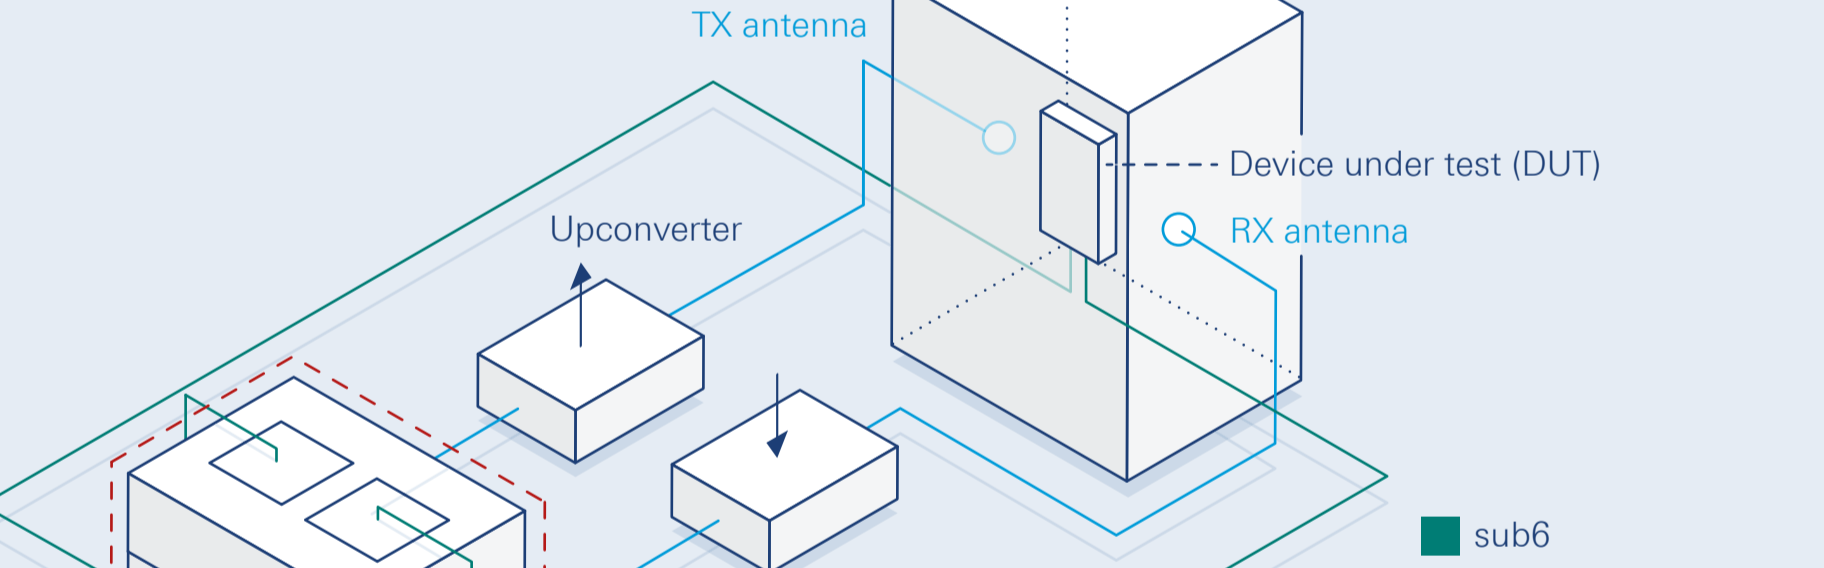 TX antenna
Device under test (DUT)
Upconverter
RX antenna
sub6